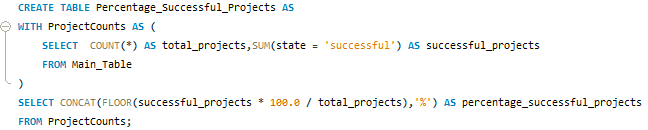 CREATE TABLE Percentage_Successful_Projects AS
WITH ProjectCounts AS (
SELECT  COUNT(*) AS total_projects,SUM(state = 'successful') AS successful_projects
FROM Main_Table
)
SELECT CONCAT(FLOOR(successful_projects * 100.0 / total_projects),'%') AS percentage_successful_projects
FROM ProjectCounts;